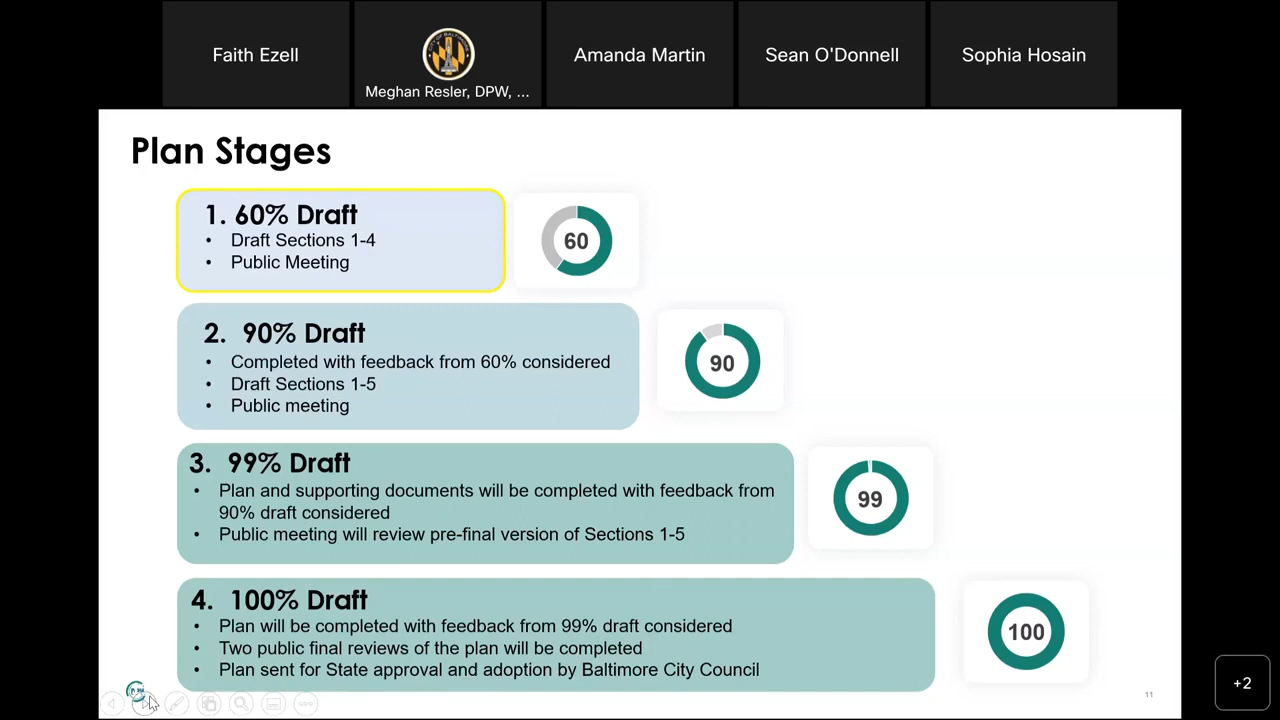 Faith Ezell
Meghan Resler, DPW, ...
Amanda Martin
Sean O'Donnell
Sophia Hosain
Plan Stages
1. 60% Draft
• Draft Sections 1-4
• Public Meeting
60
2. 90% Draft
• Completed with feedback from 60% considered
• Draft Sections 1-5
• Public meeting
90
3. 99% Draft
• Plan and supporting documents will be completed with feedback from
90% draft considered
• Public meeting will review pre-final version of Sections 1-5
99
4. 100% Draft
• Plan will be completed with feedback from 99% draft considered
• Two public final reviews of the plan will be completed
• Plan sent for State approval and adoption by Baltimore City Council
100
11
+2